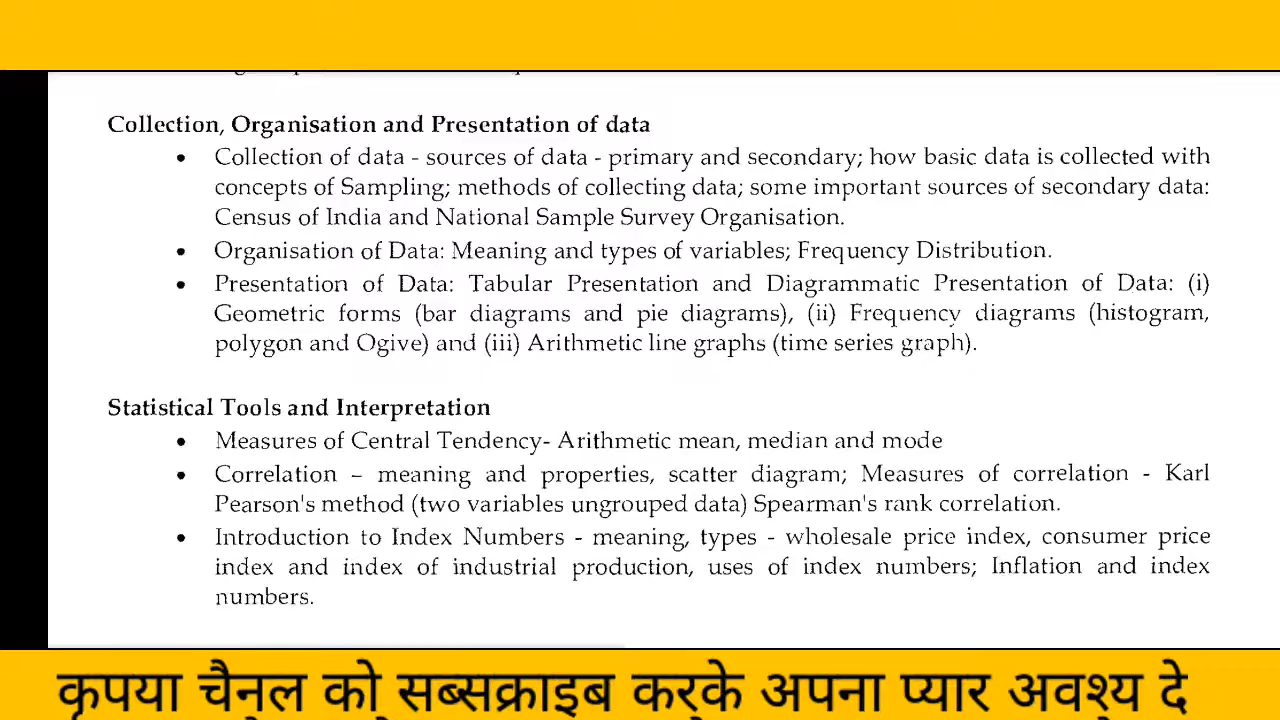 Collection, Organisation and Presentation of data
• Collection of data - sources of data - primary and secondary; how basic data is collected with
concepts of Sampling; methods of collecting data; some important sources of secondary data:
Census of India and National Sample Survey Organisation.
• Organisation of Data: Meaning and types of variables; Frequency Distribution.
• Presentation of Data: Tabular Presentation and Diagrammatic Presentation of Data: (i)
Geometric forms (bar diagrams and pie diagrams), (ii) Frequency diagrams (histogram,
polygon and Ogive) and (iii) Arithmetic line graphs (time series graph).
Statistical Tools and Interpretation
• Measures of Central Tendency- Arithmetic mean, median and mode
• Correlation – meaning and properties, scatter diagram; Measures of correlation - Karl
Pearson's method (two variables ungrouped data) Spearman's rank correlation.
• Introduction to Index Numbers - meaning, types - wholesale price index, consumer price
index and index of industrial production, uses of index numbers; Inflation and index
numbers.
कृपया चैनल को सब्सक्राइब करके अपना प्यार अवश्य दे